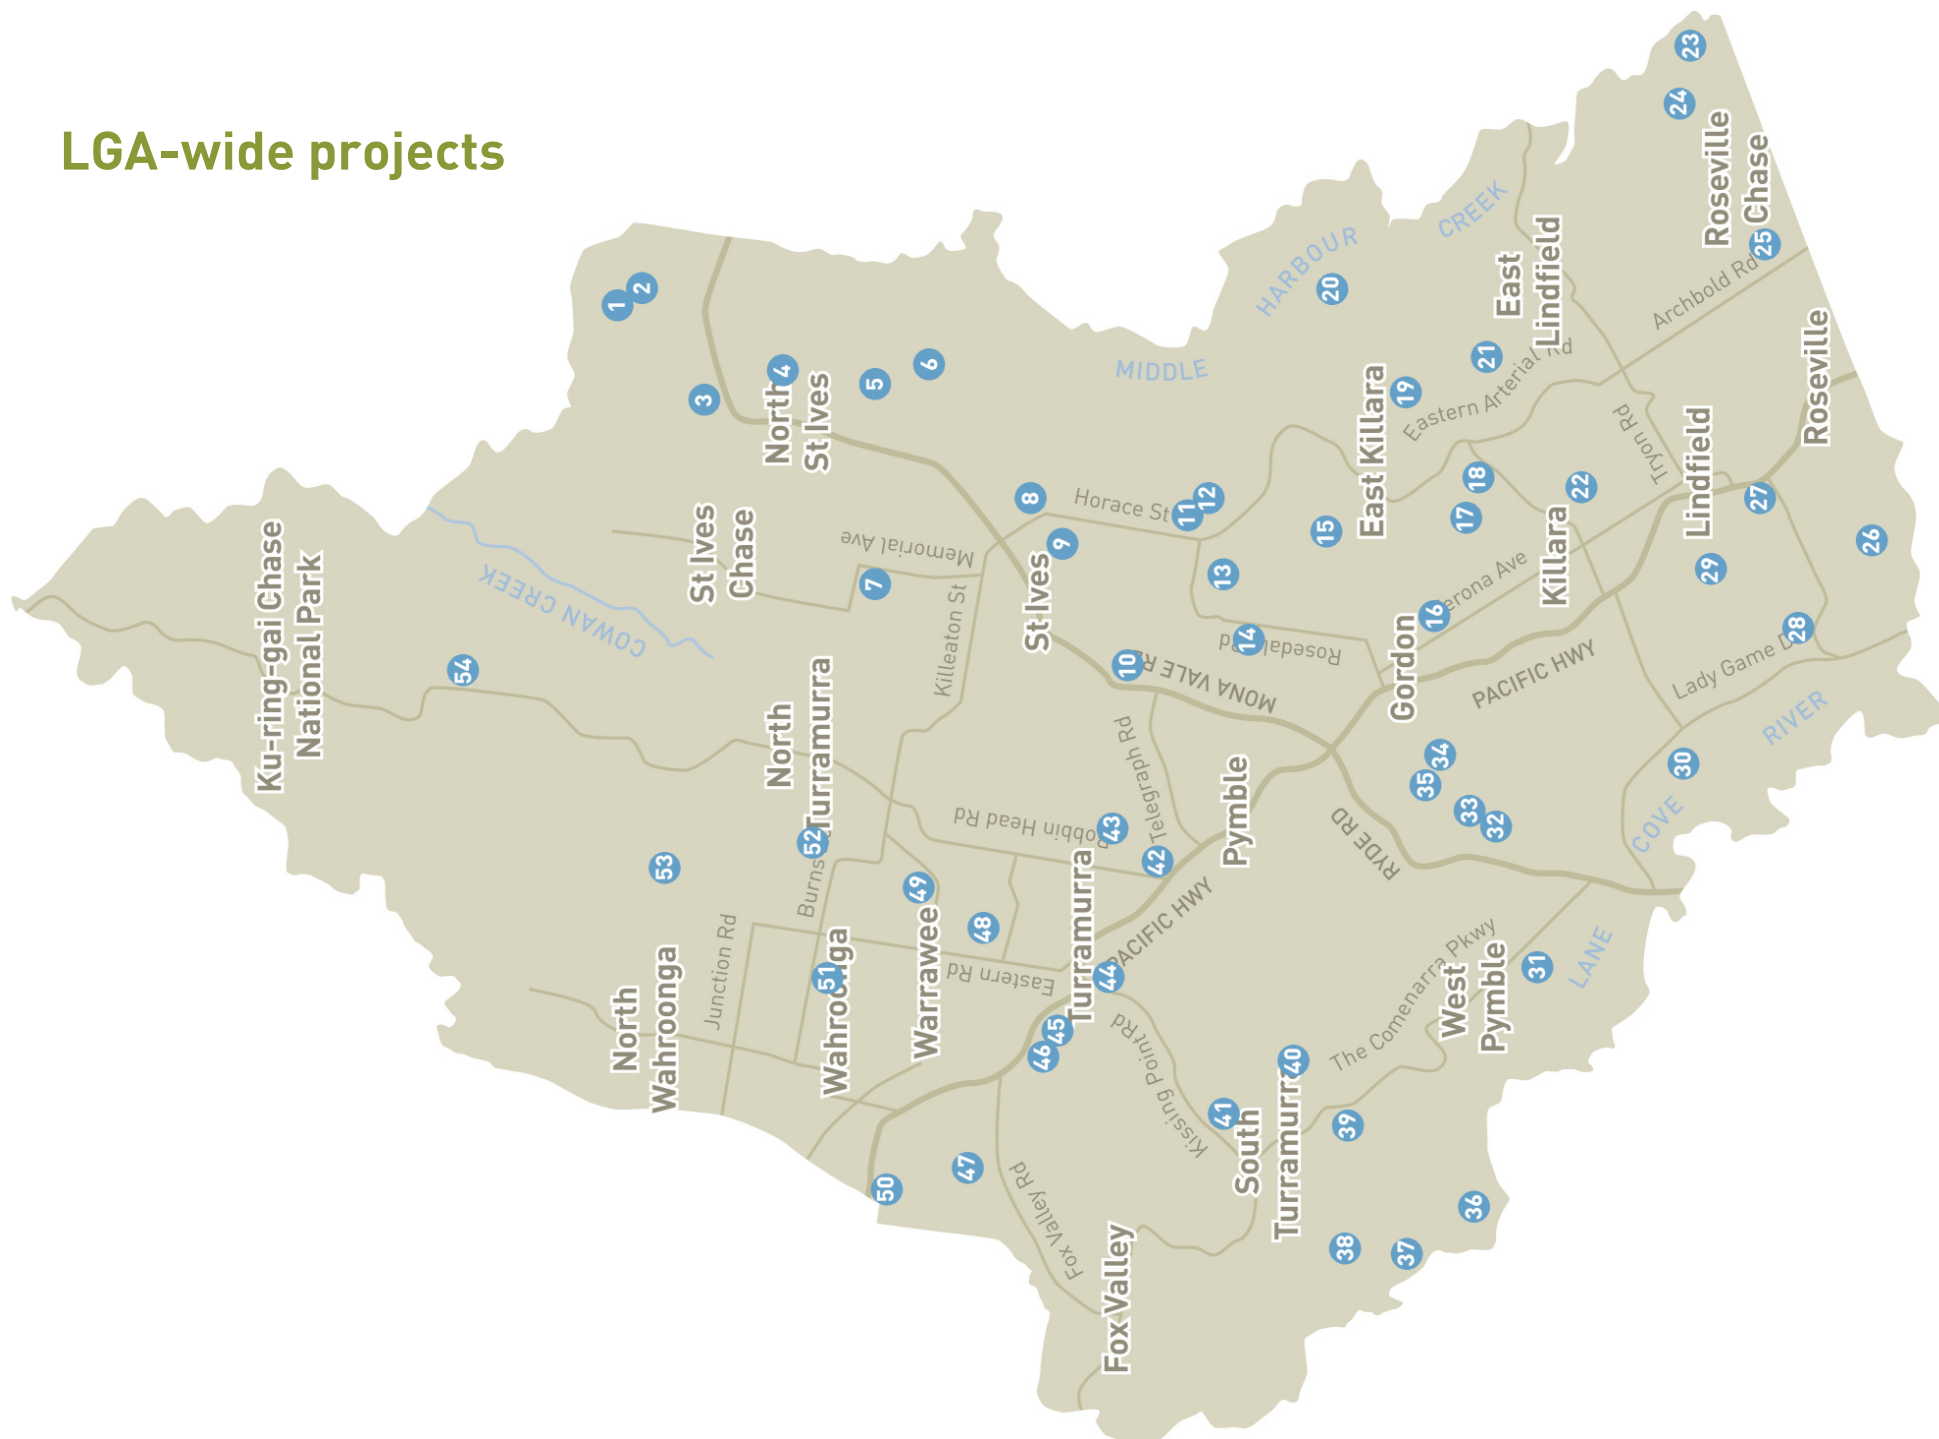 LGA-wide projects
Ku-ring-gai Chase
National Park
COWAN CREEK
54
53
North
Wahroonga
Junction Rd
North
Turramurra
52
Burns
51
Wahroonga
St Ives
Chase
Memorial Ave
7
Killeaton St
1
2
3
4
North
St Ives
5
6
8
9
Horace St
St Ives
10
11
12
13
14
Rosedale Rd
MONA VALE RD
MIDDLE
HARBOUR
CREEK
20
15
East Killara
19
Eastern Arterial Rd
21
East
Lindfield
23
24
Roseville
Chase
25
Archbold Rd
Roseville
Tryon Rd
Lindfield
27
26
29
28
22
18
17
Killara
16
Gordon
PACIFIC HWY
Lady Game D
RIVER
COVE
LANE
30
34
35
33
32
RYDE RD
Pymble
Telegraph Rd
43
42
Bobbin Head Rd
49
48
Warrawee
Eastern Rd
Turramurra
PACIFIC HWY
44
45
46
47
50
Fox Valley Rd
Fox Valley
Kissing Point Rd
41
South
Turramurra
40
39
38
37
36
The Comenarra Pkwy
West
Pymble
31